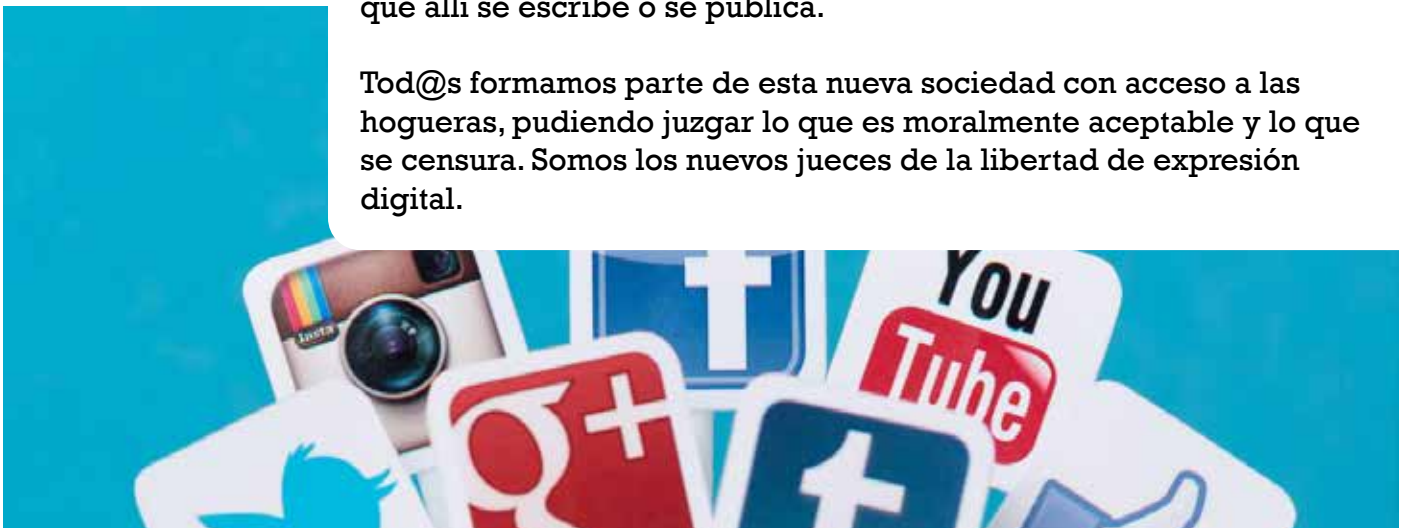 que allí se escribe o se publica.
Tod@s formamos parte de esta nueva sociedad con acceso a las
hogueras, pudiendo juzgar lo que es moralmente aceptable y lo que
se censura. Somos los nuevos jueces de la libertad de expresión
digital.
Insta
f
You
Tube
g+
t